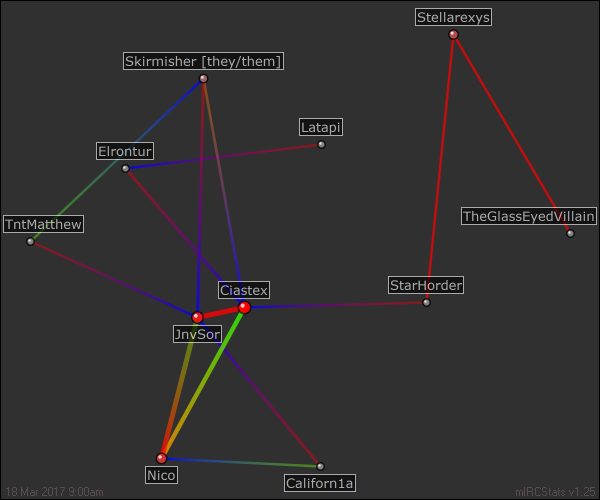 Stellarexys
Skirmisher [they/them]
Latapi
Elrontur
TntMatthew
TheGlassEyedVillain
Ciastex
StarHorder
JnvSor
Nico
Californ1a
18 Mar 2017 9:00am
mIRCStats v1.25